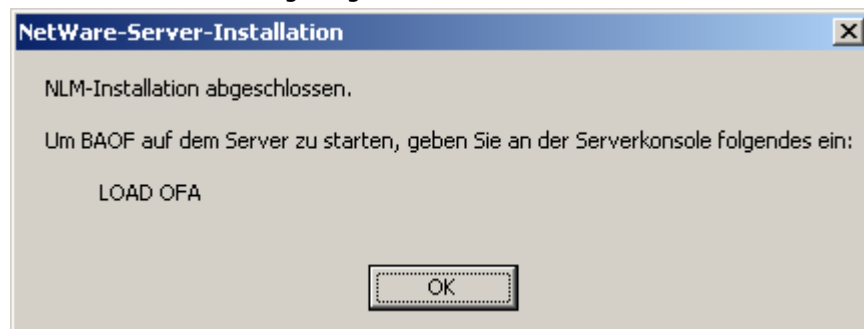 NetWare-Server-Installation
NLM-Installation abgeschlossen.
Um BAOF auf dem Server zu starten, geben Sie an der Serverkonsole folgendes ein:
LOAD OFA
OK